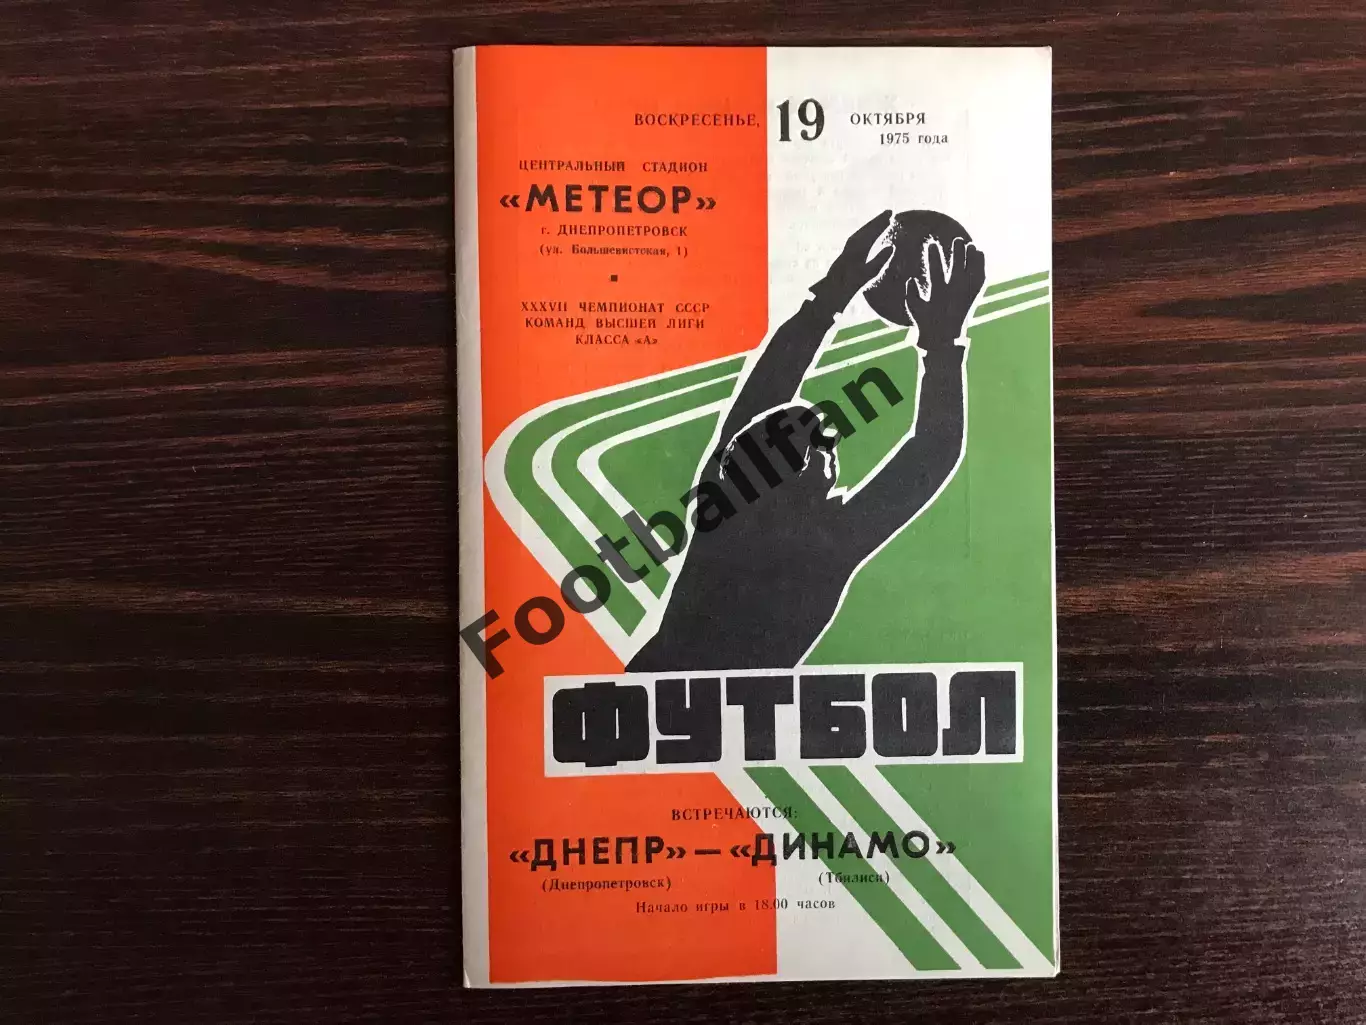 ВОСКРЕСЕНЬЕ, 19 ОКТЯБРЯ
1975 года
ЦЕНТРАЛЬНЫЙ СТАДИОН
«МЕТЕОР»
г. ДНЕПРОПЕТРОВСК
(ул. Большевистская, 1)
XXXVII ЧЕМПИОНАТ СССР
КОМАНД ВЫСШЕЙ ЛИГИ
КЛАССА «А»
Footballfan
ФУТБОЛ
ВСТРЕЧАЮТСЯ:
«ДНЕПР» — «ДИНАМО»
(Днепропетровск) (Тбилиси)
Начало игры в 18.00 часов